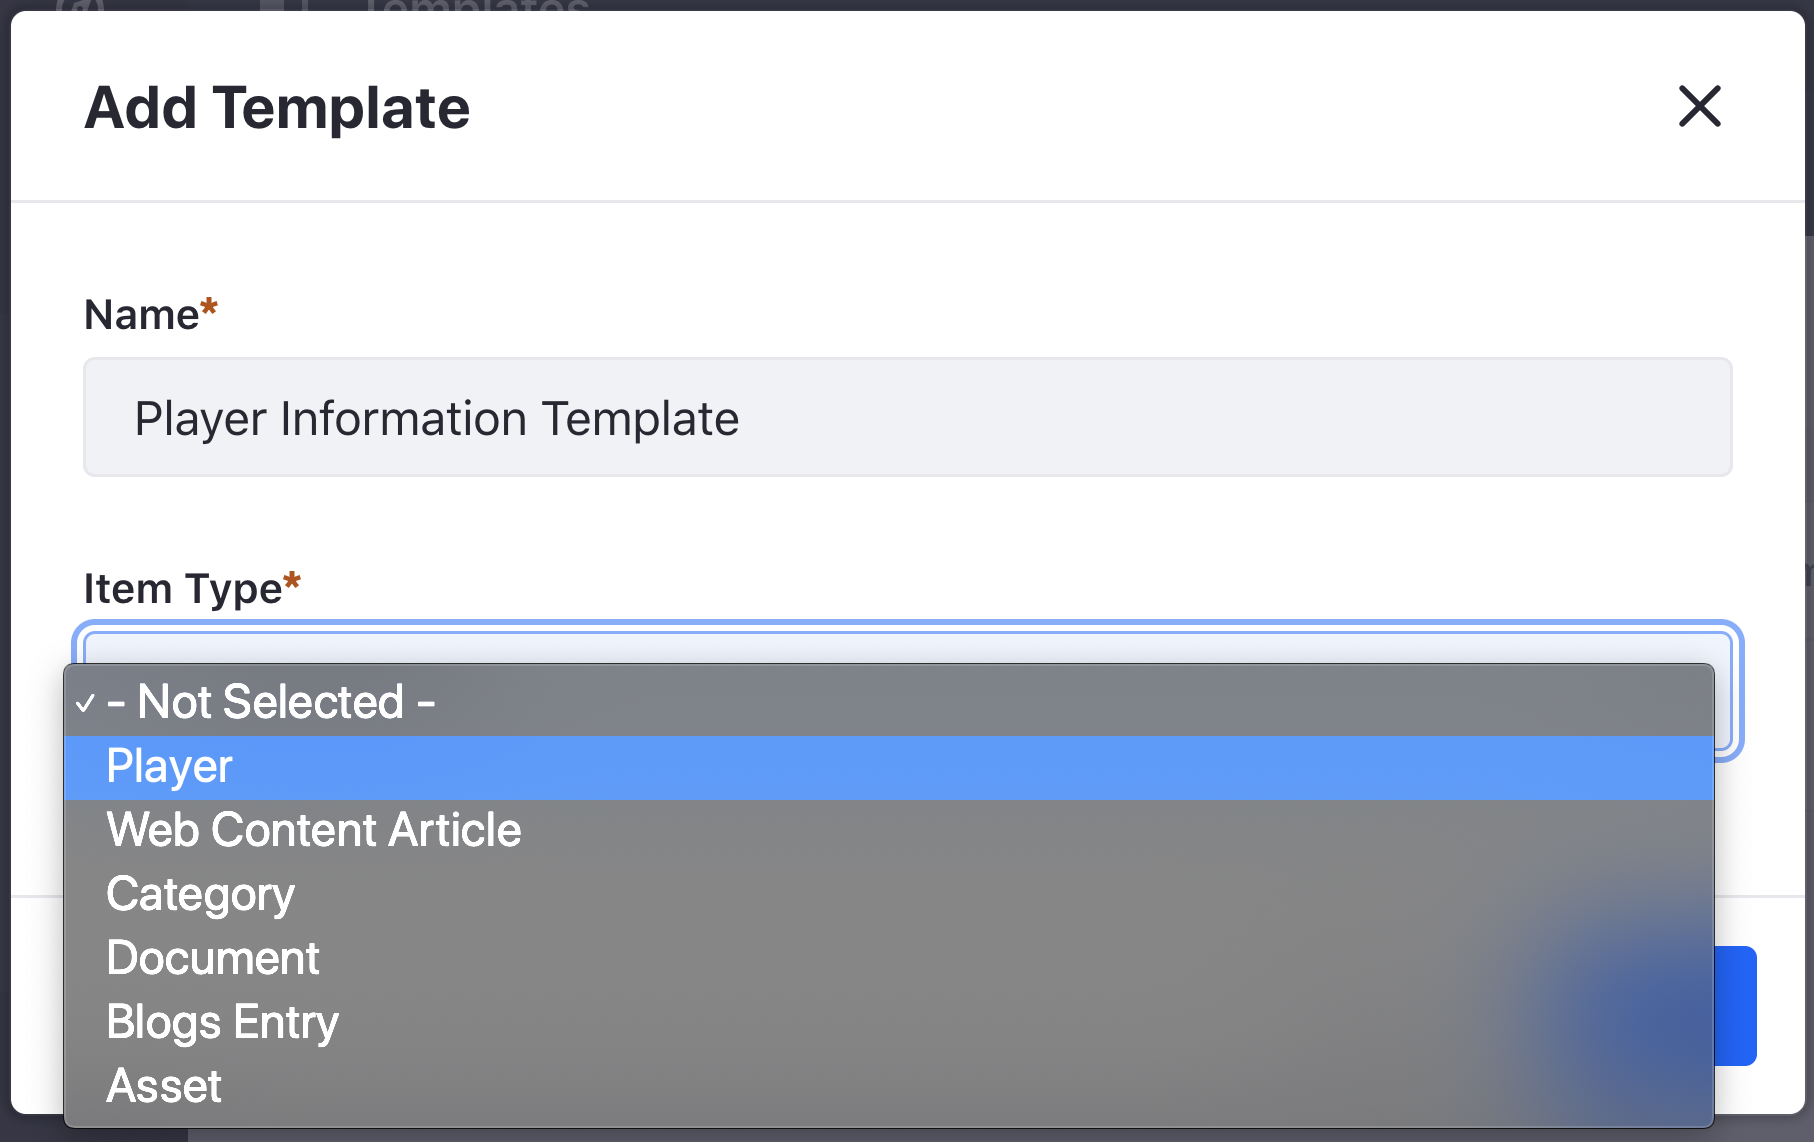 Templates
Add Template
Name*
Player Information Template
Item Type*
✓ - Not Selected -
Player
Web Content Article
Category
Document
Blogs Entry
Asset